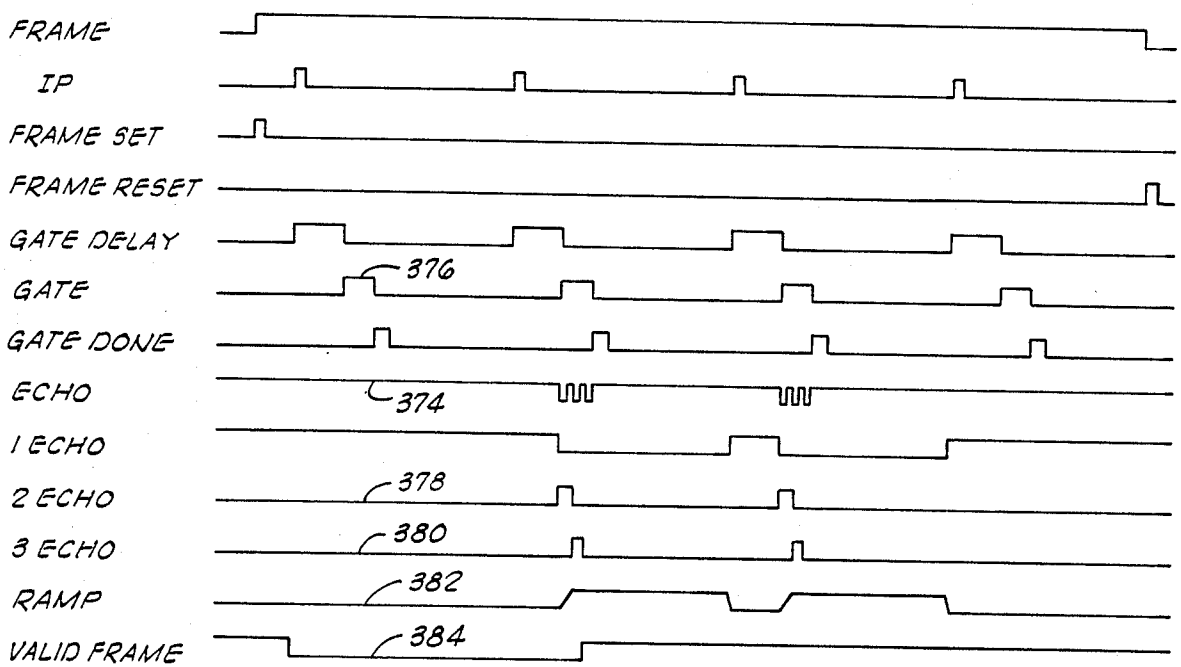 FRAME
IP
FRAME SET
FRAME RESET
GATE DELAY
376
GATE
GATE DONE
ECHO
374
1 ECHO
378
2 ECHO
380
3 ECHO
382
RAMP
384
VALID FRAME